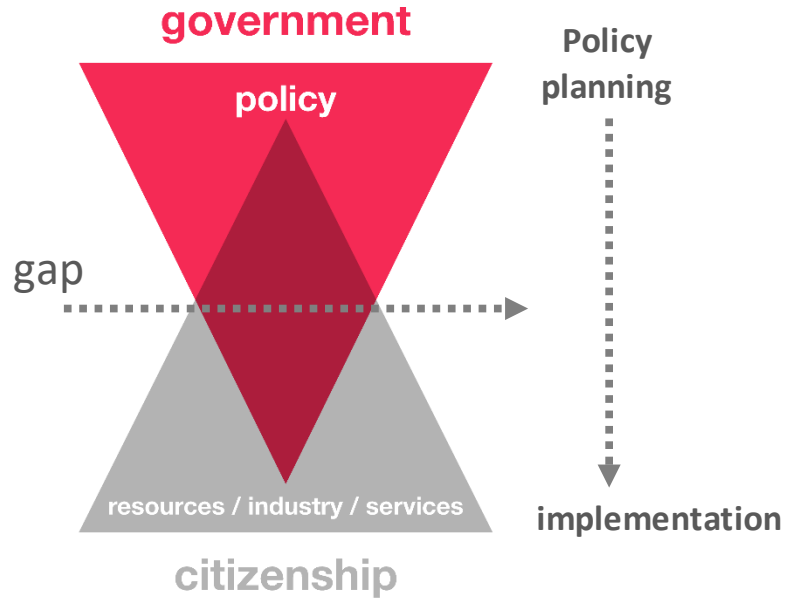 government
Policy
planning
policy
gap
resources / industry / services
implementation
citizenship